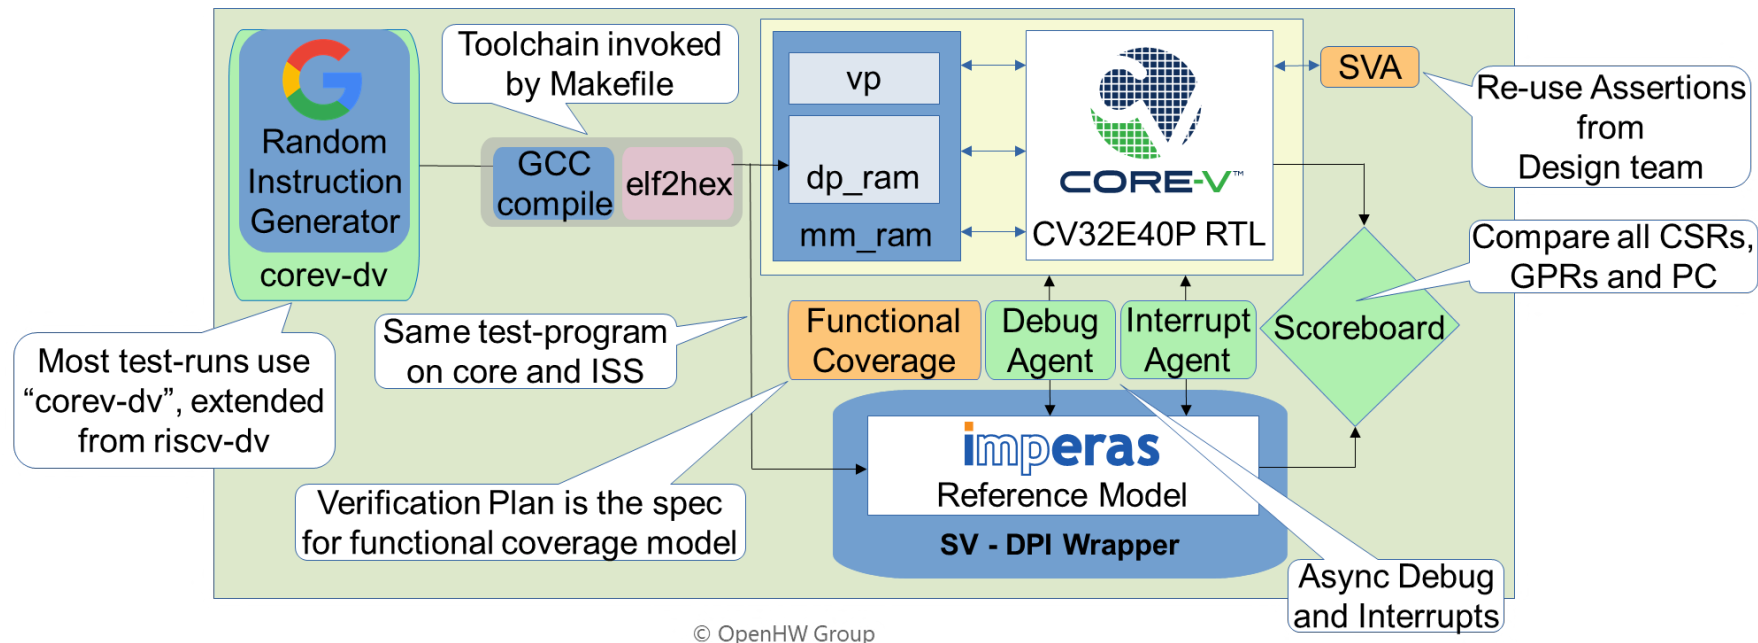 Random
Instruction
Generator
corev-dv
Toolchain invoked
by Makefile
GCC
compile
elf2hex
vp
dp_ram
mm_ram
CORE-V™
CV32E40P RTL
SVA
Re-use Assertions
from
Design team
Compare all CSRs,
GPRs and PC
Scoreboard
Same test-program
on core and ISS
Functional
Coverage
Debug
Agent
Interrupt
Agent
Most test-runs use
“corev-dv”, extended
from riscv-dv
imperas
Reference Model
SV - DPI Wrapper
Verification Plan is the spec
for functional coverage model
Async Debug
and Interrupts
© OpenHW Group